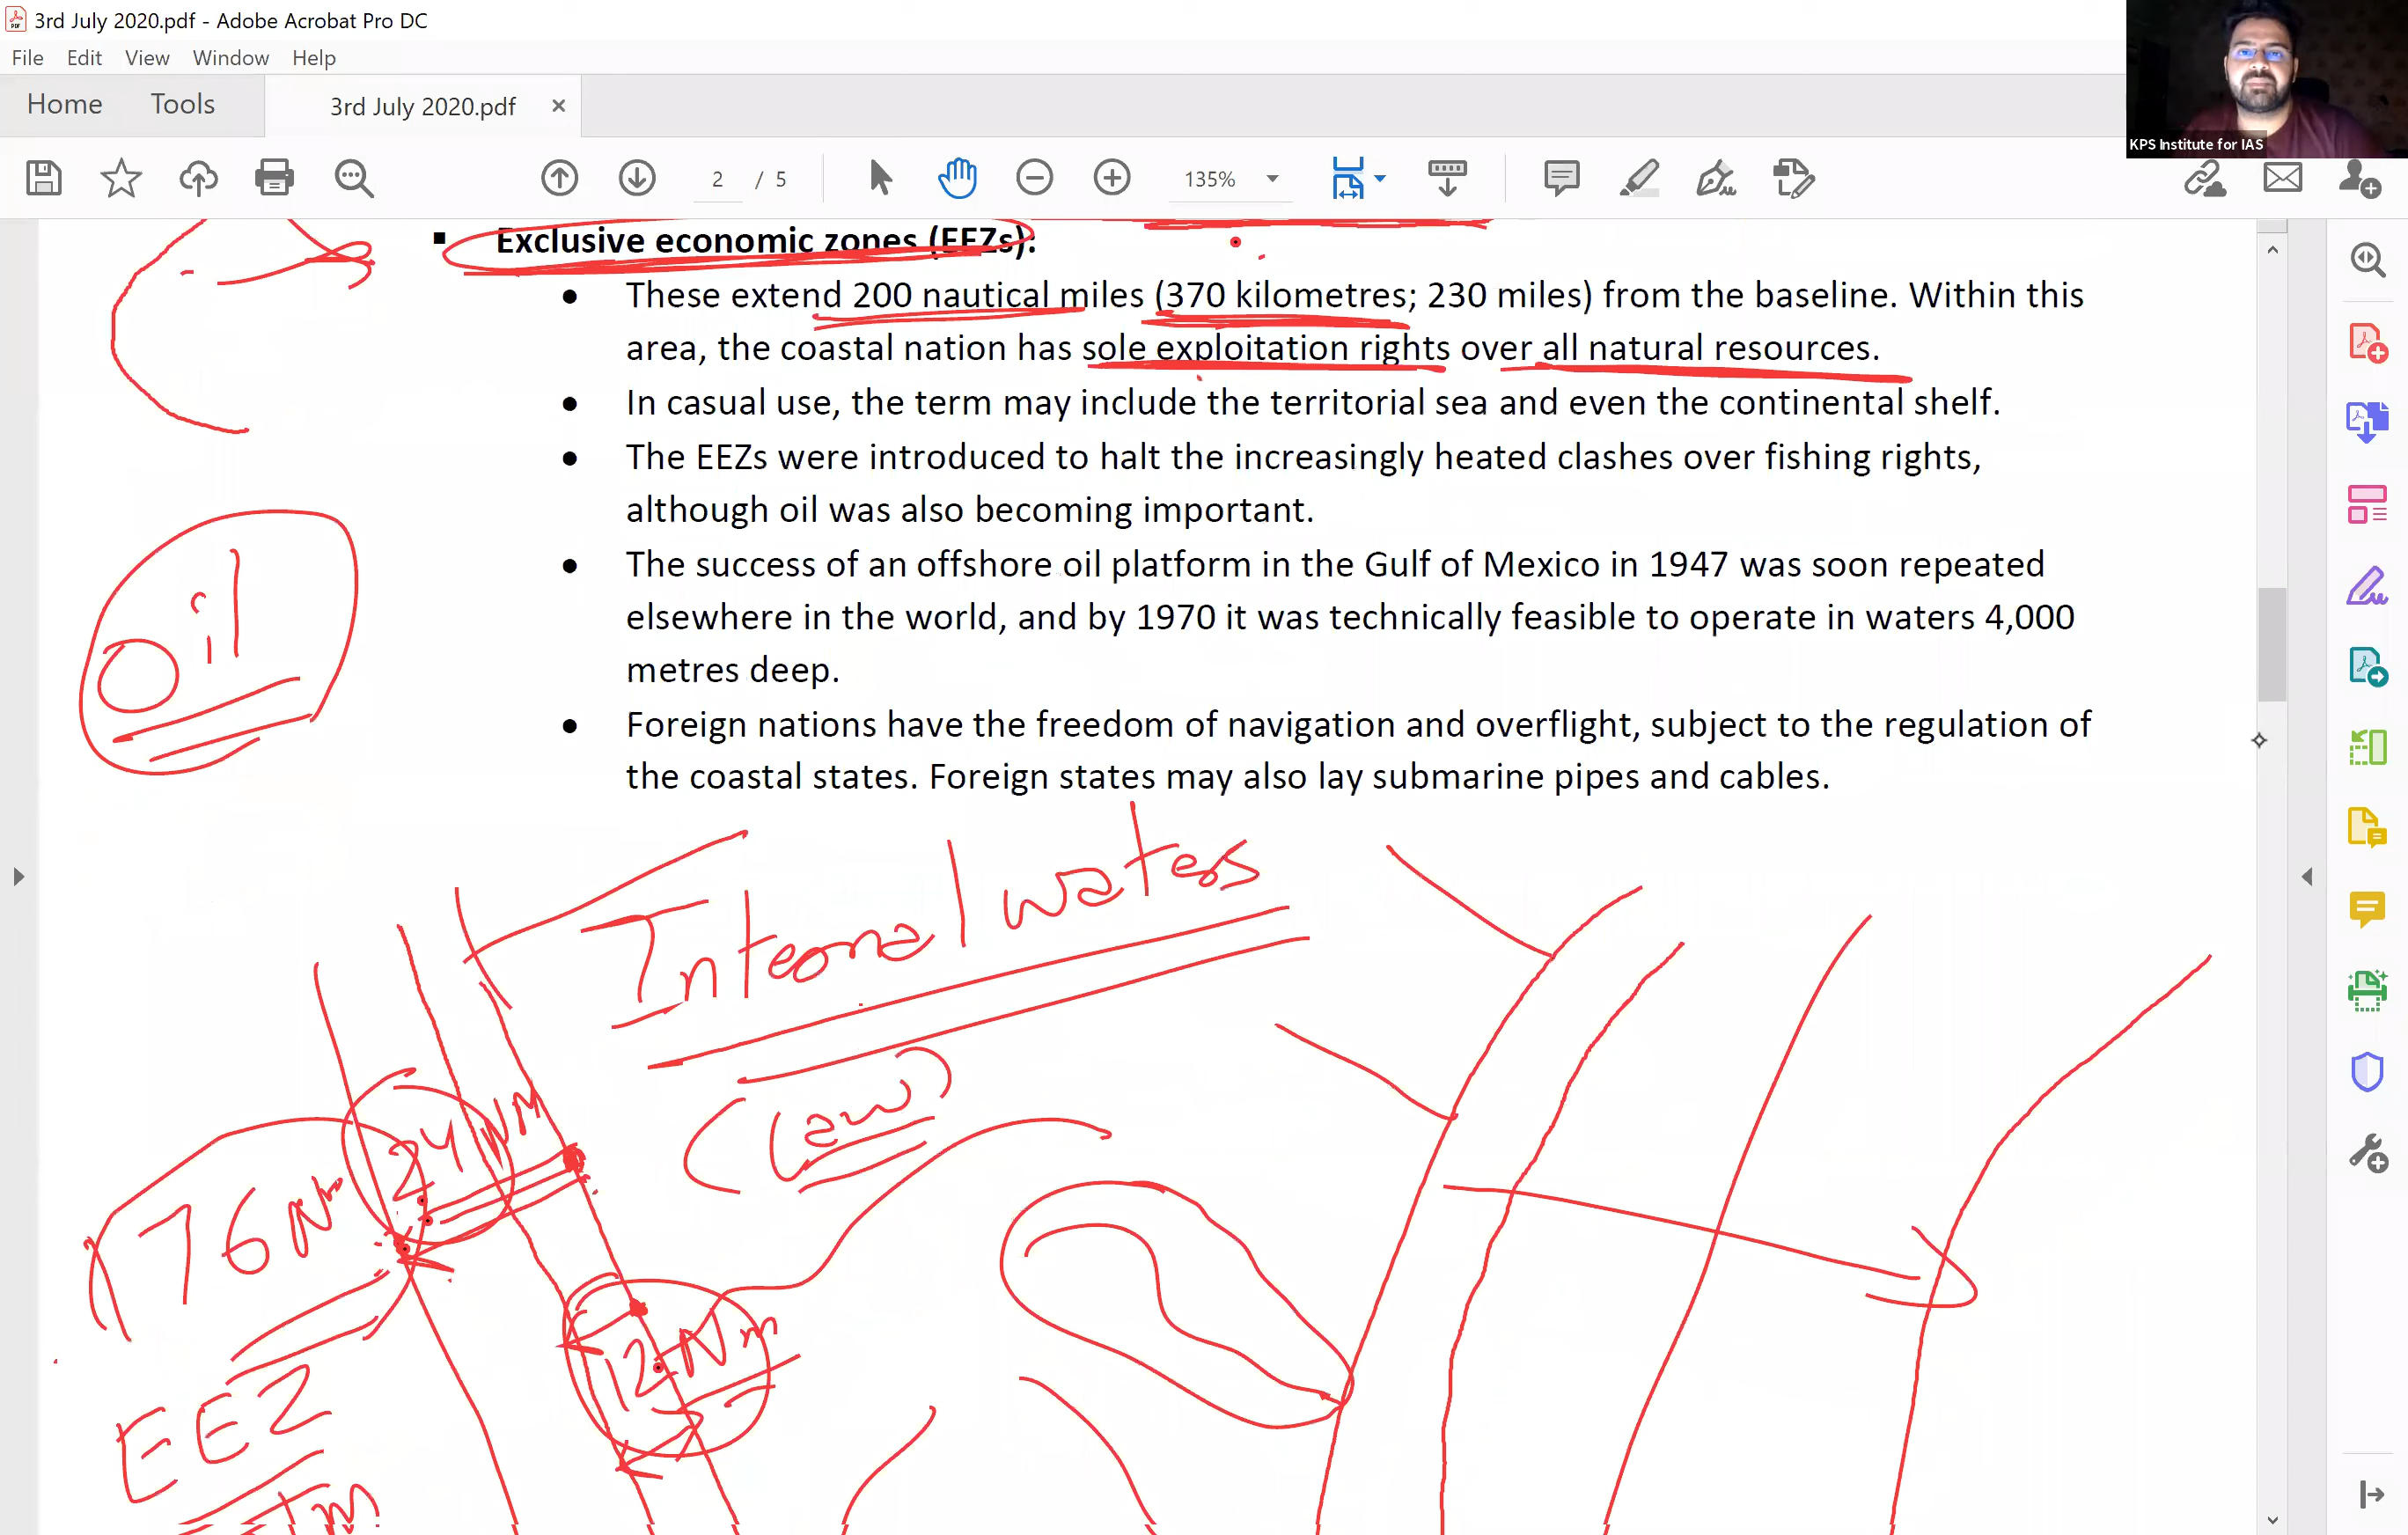 3rd July 2020.pdf - Adobe Acrobat Pro DC
File Edit View Window Help
Home Tools 3rd July 2020.pdf ×
2 / 5 135%
KPS Institute for IAS
▪ Exclusive economic zones (EEZs):
● These extend 200 nautical miles (370 kilometres; 230 miles) from the baseline. Within this
area, the coastal nation has sole exploitation rights over all natural resources.
● In casual use, the term may include the territorial sea and even the continental shelf.
● The EEZs were introduced to halt the increasingly heated clashes over fishing rights,
although oil was also becoming important.
● The success of an offshore oil platform in the Gulf of Mexico in 1947 was soon repeated
elsewhere in the world, and by 1970 it was technically feasible to operate in waters 4,000
metres deep.
● Foreign nations have the freedom of navigation and overflight, subject to the regulation of
the coastal states. Foreign states may also lay submarine pipes and cables.
Oil
Internal waters
(Law)
24NM
176Nm
12Nm
EEZ